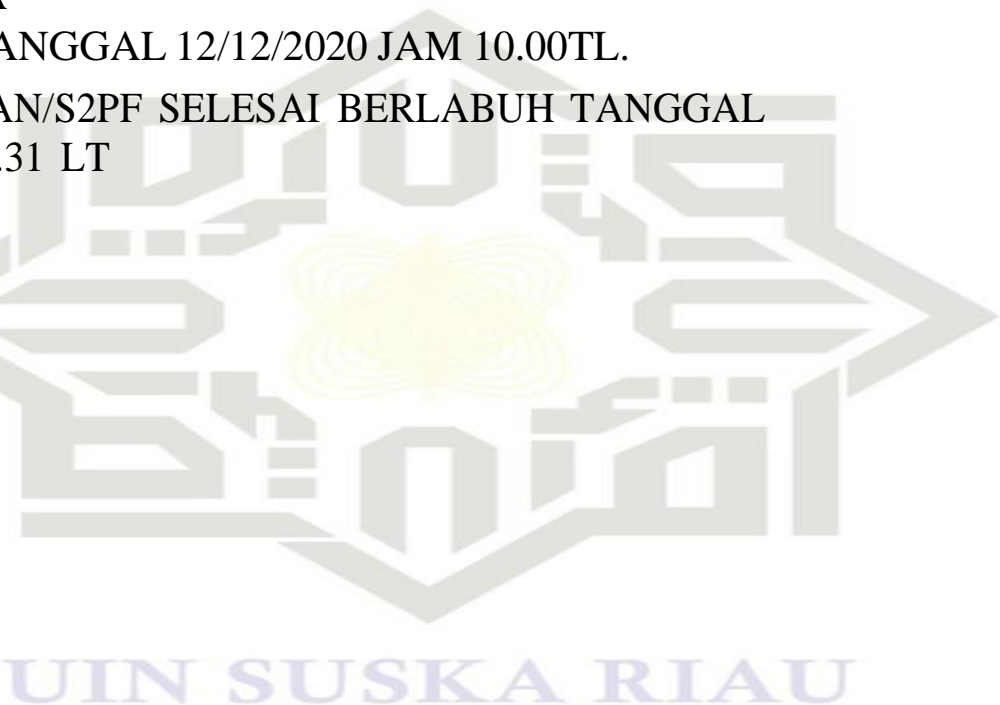 ANGGAL 12/12/2020 JAM 10.00TL.
AN/S2PF SELESAI BERLABUH TANGGAL
.31 LT
UIN SUSKA RIAU